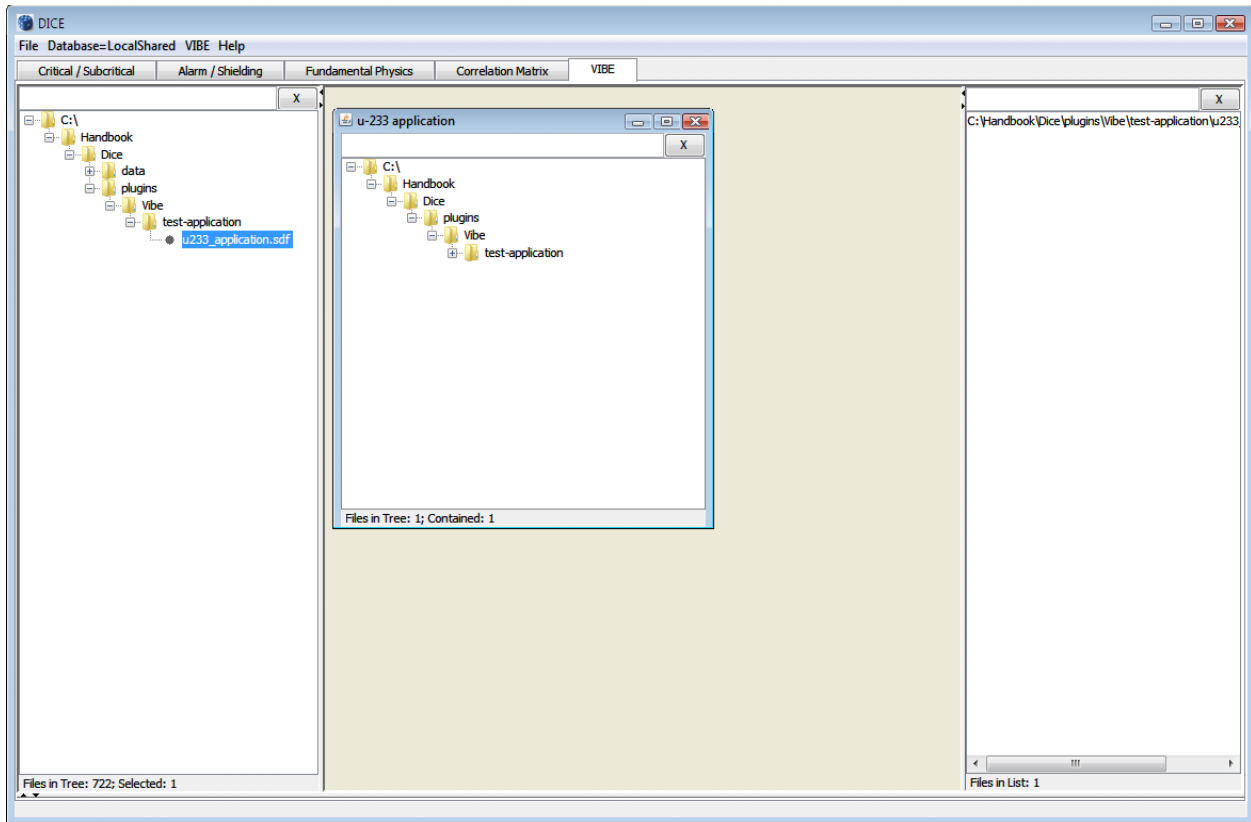 DICE
File Database=LocalShared VIBE Help
Critical / Subcritical Alarm / Shielding Fundamental Physics Correlation Matrix VIBE
X
C:\
Handbook
Dice
data
plugins
Vibe
test-application
u233_application.sdf
Files in Tree: 722; Selected: 1
u-233 application
X
C:\
Handbook
Dice
plugins
Vibe
test-application
Files in Tree: 1; Contained: 1
X
C:\Handbook\Dice\plugins\Vibe\test-application\u233_
Files in List: 1